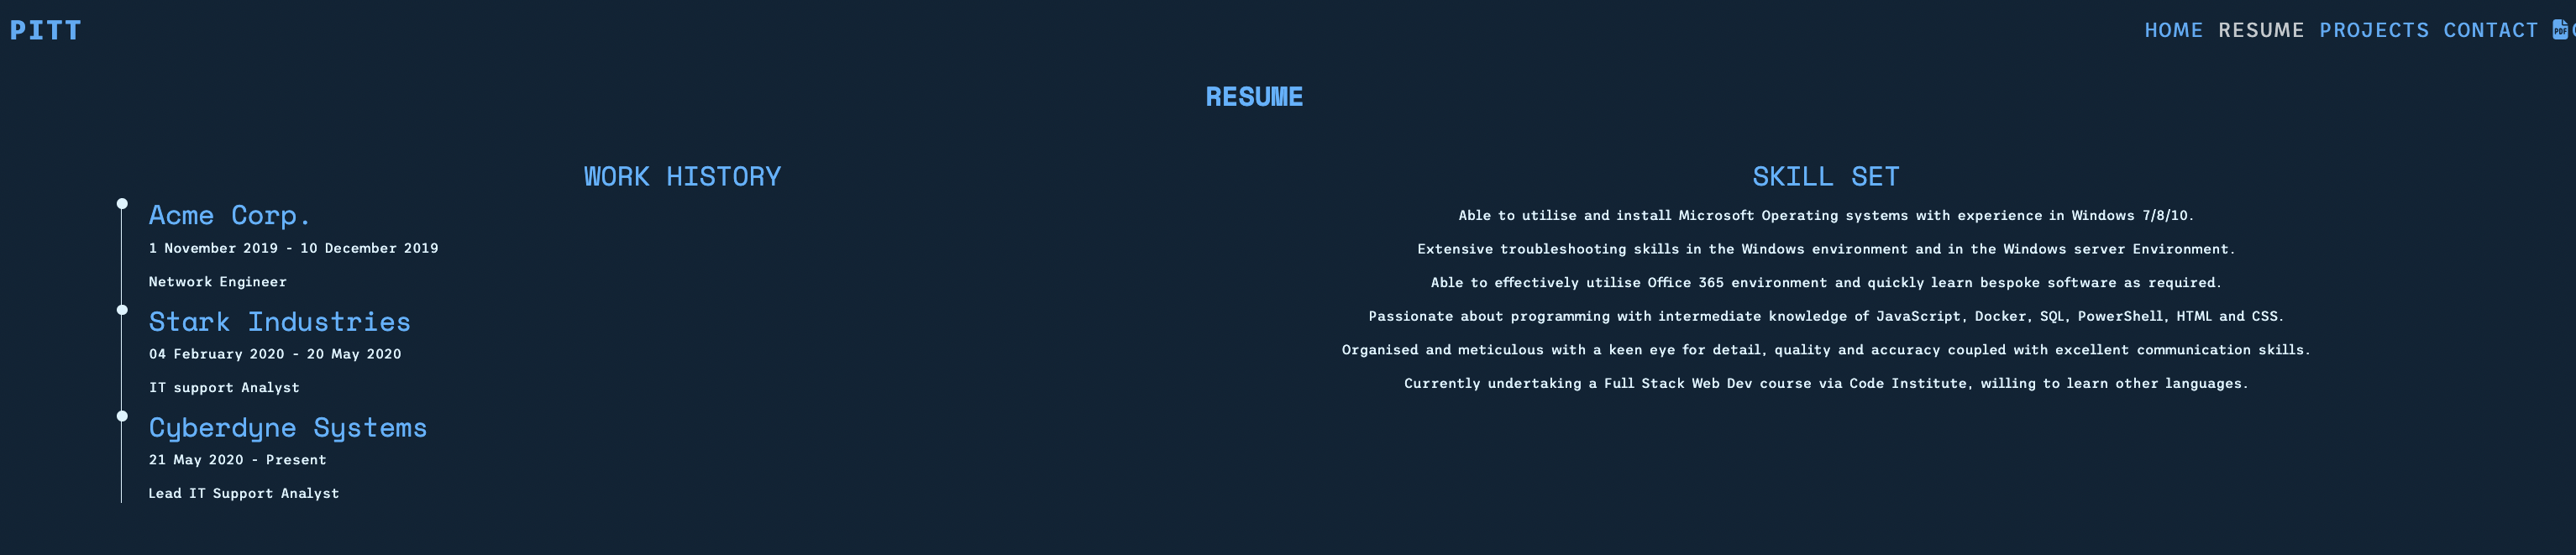 PITT
HOME RESUME PROJECTS CONTACT PDF
RESUME
WORK HISTORY
Acme Corp.
1 November 2019 - 10 December 2019
Network Engineer
Stark Industries
04 February 2020 - 20 May 2020
IT support Analyst
Cyberdyne Systems
21 May 2020 - Present
Lead IT Support Analyst
SKILL SET
Able to utilise and install Microsoft Operating systems with experience in Windows 7/8/10.
Extensive troubleshooting skills in the Windows environment and in the Windows server Environment.
Able to effectively utilise Office 365 environment and quickly learn bespoke software as required.
Passionate about programming with intermediate knowledge of JavaScript, Docker, SQL, PowerShell, HTML and CSS.
Organised and meticulous with a keen eye for detail, quality and accuracy coupled with excellent communication skills.
Currently undertaking a Full Stack Web Dev course via Code Institute, willing to learn other languages.